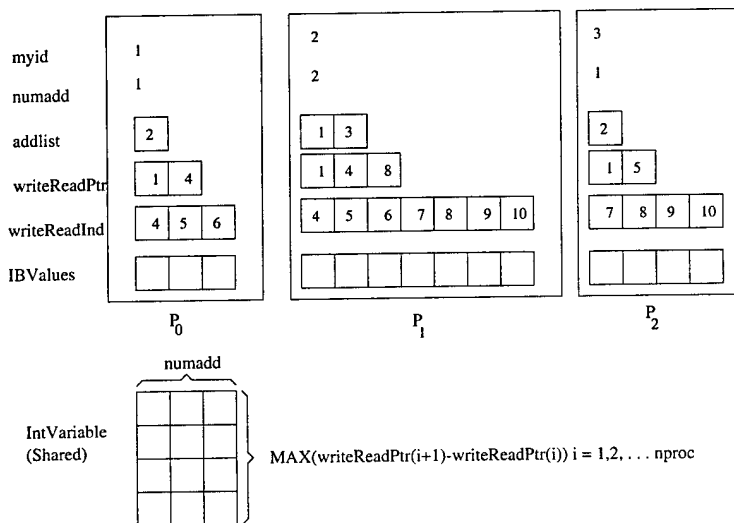 myid 1 2 3
numadd 1 2 1
addlist 2 1 3 2
writeReadPtr 1 4 1 4 8 1 5
writeReadInd 4 5 6 4 5 6 7 8 9 10 7 8 9 10
IBValues
P0 P1 P2
numadd
IntVariable
(Shared)
MAX(writeReadPtr(i+1)-writeReadPtr(i)) i = 1,2, . . . nproc